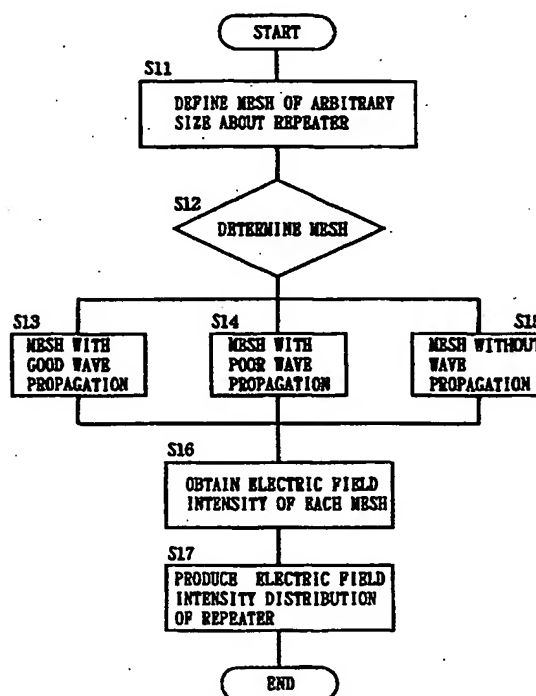 START
S11
DEFINE MESH OF ARBITRARY
SIZE ABOUT REPEATER
S12
DETERMINE MESH
S13
MESH WITH
GOOD WAVE
PROPAGATION
S14
MESH WITH
POOR WAVE
PROPAGATION
MESH WITHOUT
WAVE
PROPAGATION
S16
OBTAIN ELECTRIC FIELD
INTENSITY OF EACH MESH
S17
PRODUCE ELECTRIC FIELD
INTENSITY DISTRIBUTION
OF REPEATER
END